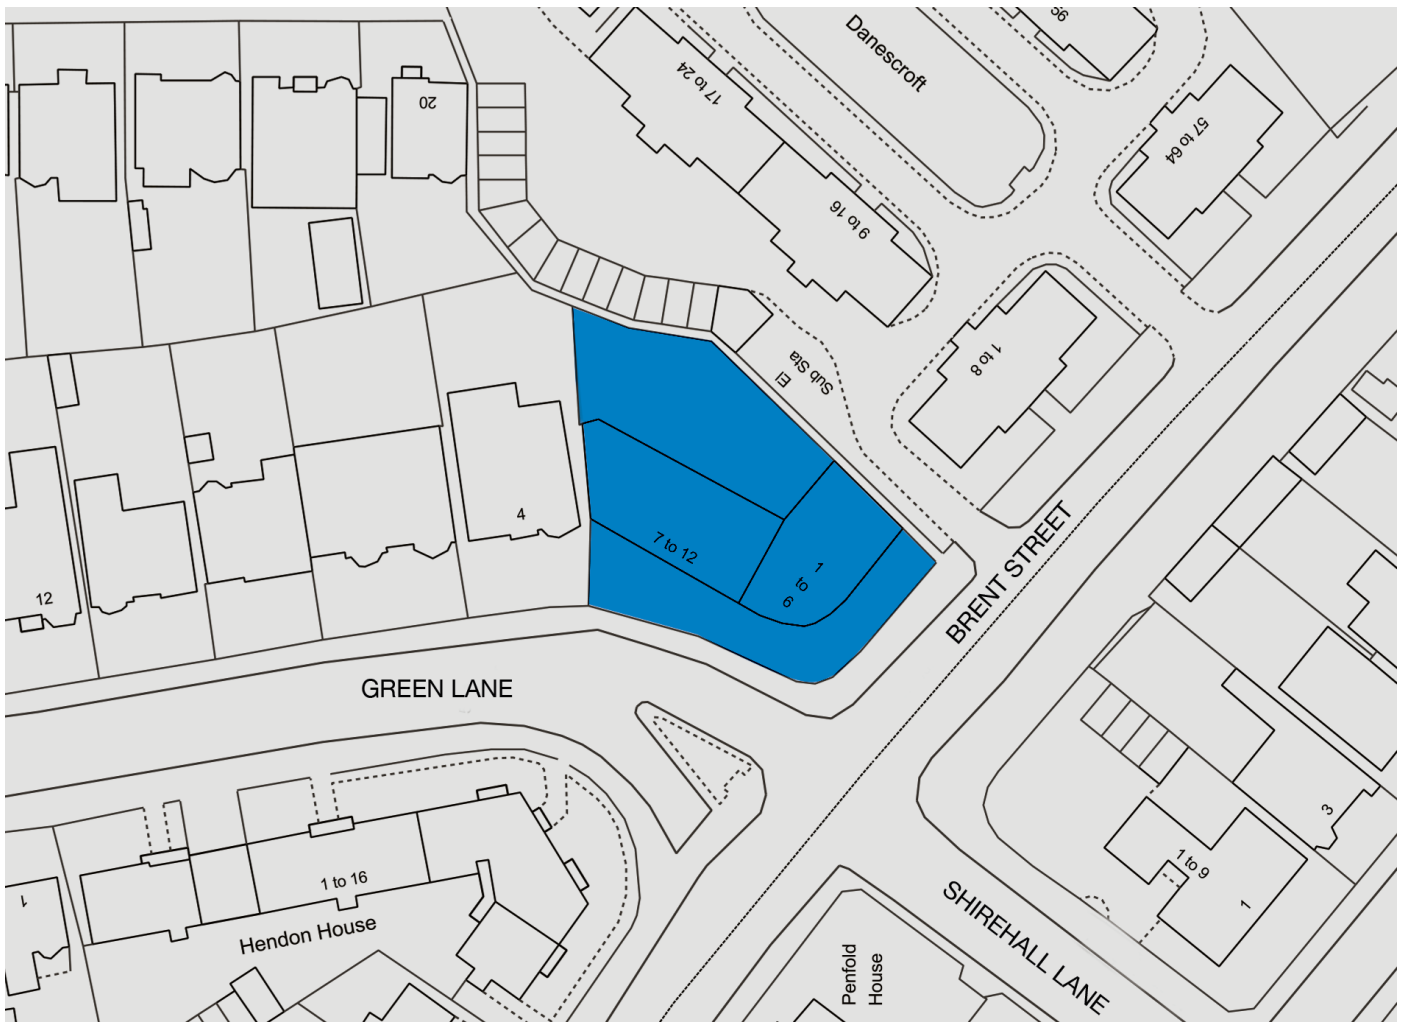 96
Danescroft
17 to 24
20
57 to 64
9 to 16
1 to 8
El
Sub Sta
4
7 to 12
1
to
6
12
BRENT STREET
GREEN LANE
3
1 to 9
1
1 to 16
1
Hendon House
SHIREHALL LANE
Penfold
House